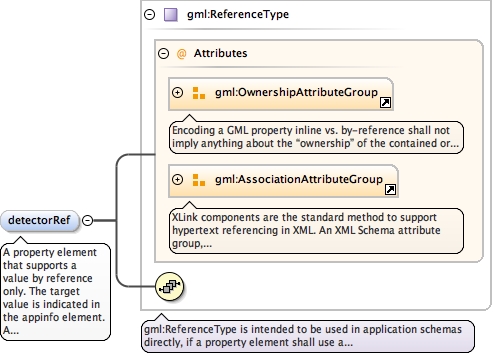 gml:ReferenceType
@ Attributes
gml:OwnershipAttributeGroup
Encoding a GML property inline vs. by-reference shall not
imply anything about the “ownership” of the contained or...
gml:AssociationAttributeGroup
XLink components are the standard method to support
hypertext referencing in XML. An XML Schema attribute
group,...
detectorRef
A property element
that supports a
value by reference
only. The target
value is indicated in
the appinfo element.
A...
gml:ReferenceType is intended to be used in application schemas
directly, if a property element shall use a...